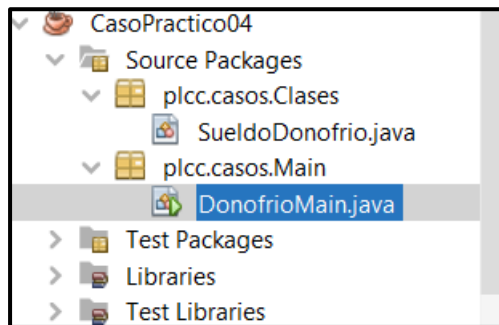 CasoPractico04
Source Packages
plcc.casos.Clases
SueldoDonofrio.java
plcc.casos.Main
DonofrioMain.java
Test Packages
Libraries
Test Libraries